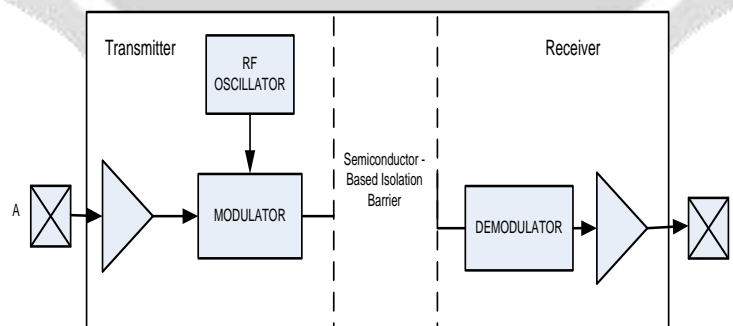 Transmitter
Receiver
RF
OSCILLATOR
Semiconductor -
Based Isolation
Barrier
A
MODULATOR
DEMODULATOR